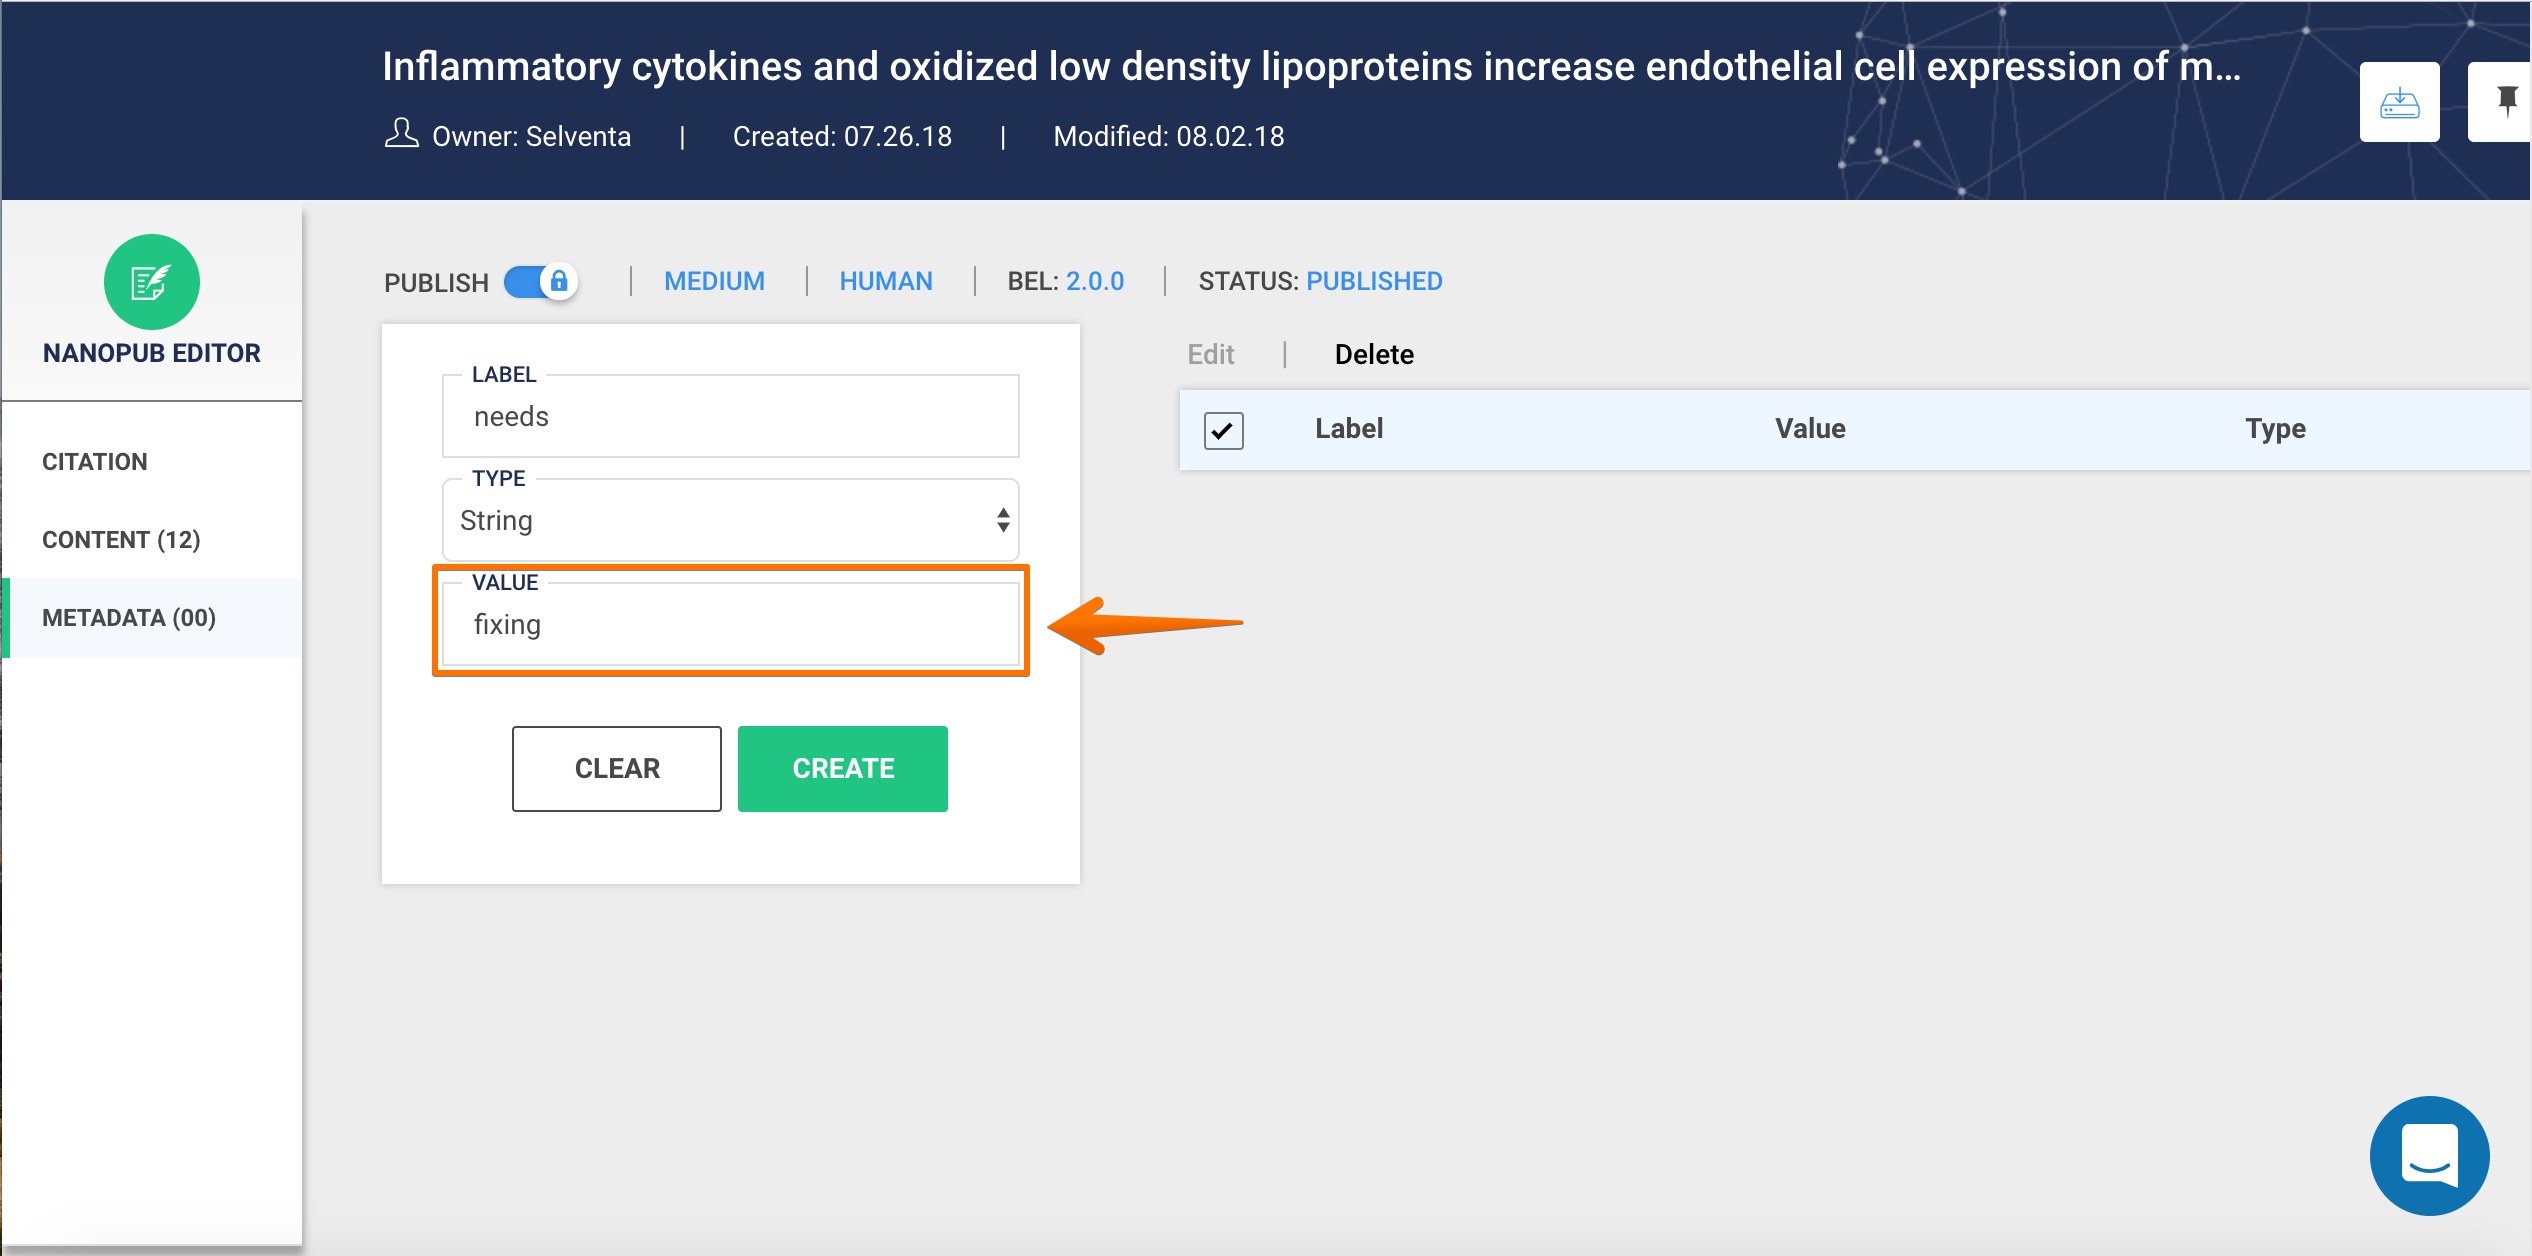 Inflammatory cytokines and oxidized low density lipoproteins increase endothelial cell expression of m...
Owner: Selventa | Created: 07.26.18 | Modified: 08.02.18
NANOPUB EDITOR
CITATION
CONTENT (12)
METADATA (00)
PUBLISH | MEDIUM | HUMAN | BEL: 2.0.0 | STATUS: PUBLISHED
LABEL
needs
TYPE
String
VALUE
fixing
CLEAR CREATE
Edit | Delete
Label Value Type